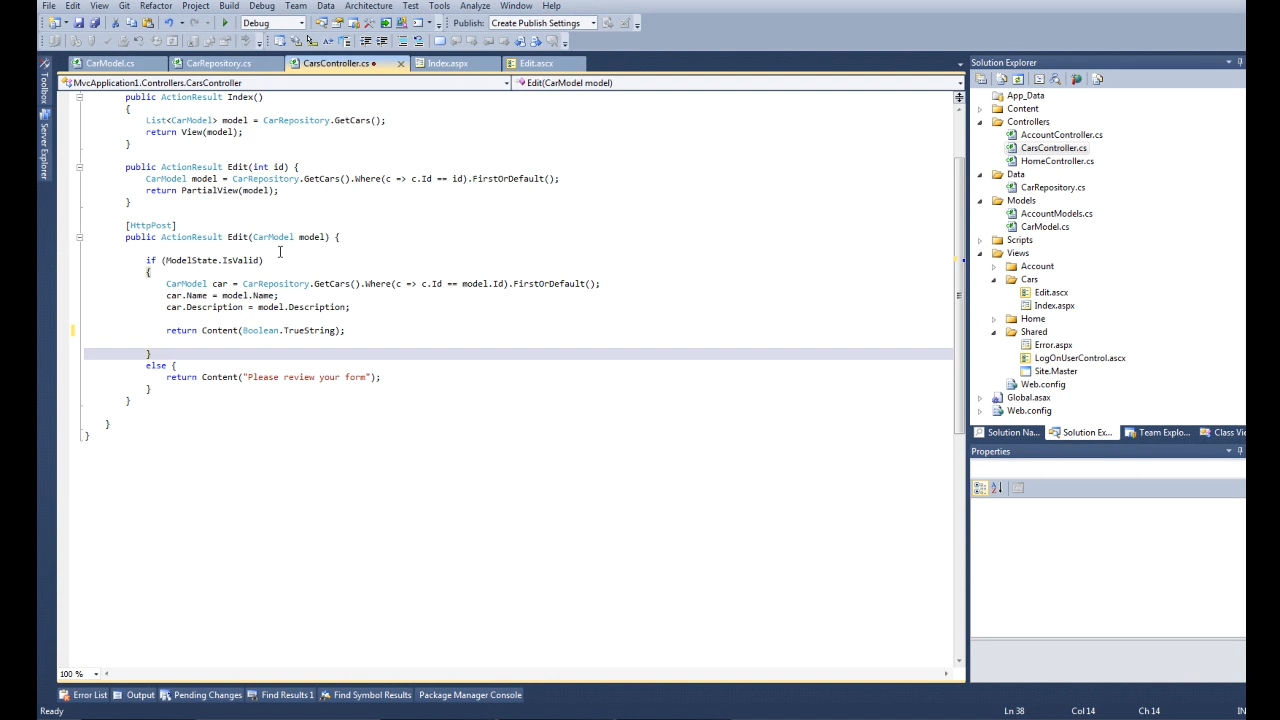 File Edit View Git Refactor Project Build Debug Team Data Architecture Test Tools Analyze Window Help
Debug Publish: Create Publish Settings
CarModel.cs CarRepository.cs CarsController.cs Index.aspx Edit.ascx
MvcApplication1.Controllers.CarsController Edit(CarModel model)
public ActionResult Index()
{
List<CarModel> model = CarRepository.GetCars();
return View(model);
}
public ActionResult Edit(int id) {
CarModel model = CarRepository.GetCars().Where(c => c.Id == id).FirstOrDefault();
return PartialView(model);
}
[HttpPost]
public ActionResult Edit(CarModel model) {
if (ModelState.IsValid)
{
CarModel car = CarRepository.GetCars().Where(c => c.Id == model.Id).FirstOrDefault();
car.Name = model.Name;
car.Description = model.Description;
return Content(Boolean.TrueString);
}
else {
return Content("Please review your form");
}
}
}
}
100 %
Toolbox
Server Explorer
Solution Explorer
App_Data
Content
Controllers
AccountController.cs
CarsController.cs
HomeController.cs
Data
CarRepository.cs
Models
AccountModels.cs
CarModel.cs
Scripts
Views
Account
Cars
Edit.ascx
Index.aspx
Home
Shared
Error.aspx
LogOnUserControl.ascx
Site.Master
Web.config
Global.asax
Web.config
Solution Na... Solution Ex... Team Explo... Class Vi
Properties
Error List Output Pending Changes Find Results 1 Find Symbol Results Package Manager Console
Ready Ln 38 Col 14 Ch 14 IN